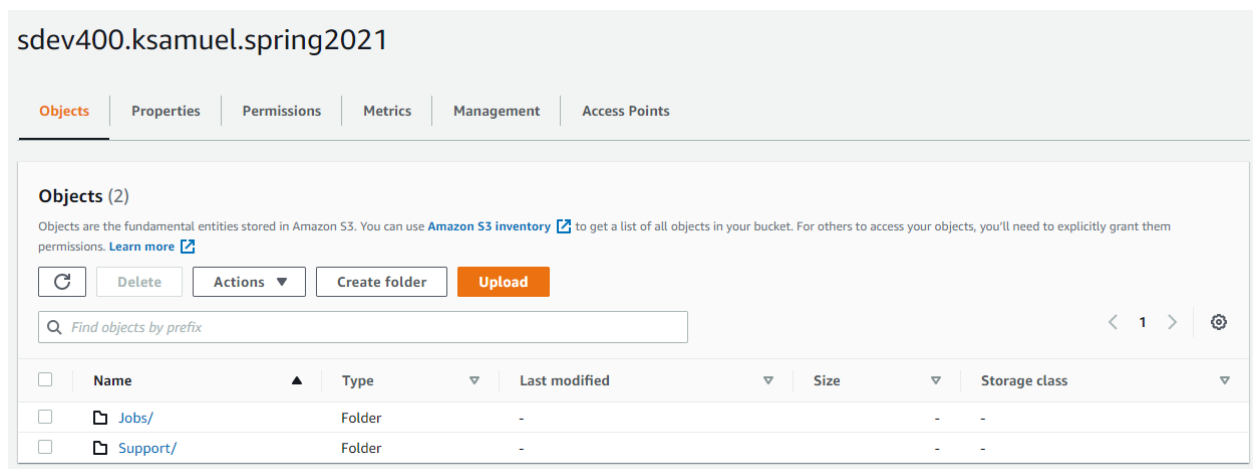 sdev400.ksamuel.spring2021
Objects Properties Permissions Metrics Management Access Points
Objects (2)
Objects are the fundamental entities stored in Amazon S3. You can use Amazon S3 inventory to get a list of all objects in your bucket. For others to access your objects, you'll need to explicitly grant them
permissions. Learn more
Delete Actions Create folder Upload
Find objects by prefix 1
Name Type Last modified Size Storage class
Jobs/ Folder - - -
Support/ Folder - - -